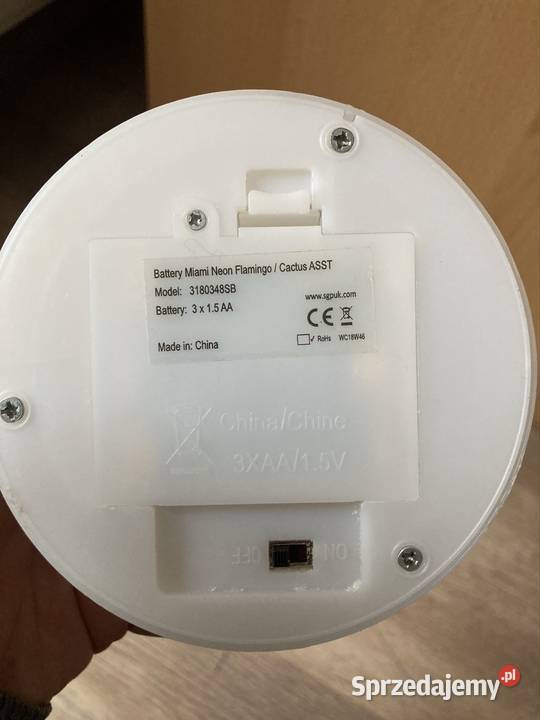 Battery Miami Neon Flamingo / Cactus ASST
Model: 3180348SB
www.sgpuk.com
Battery: 3 x 1.5 AA
CE
Made in: China
✓ RoHs WC18W46
China/Chine
3XAA/1.5V
OFF ON
Sprzedajemy.pl